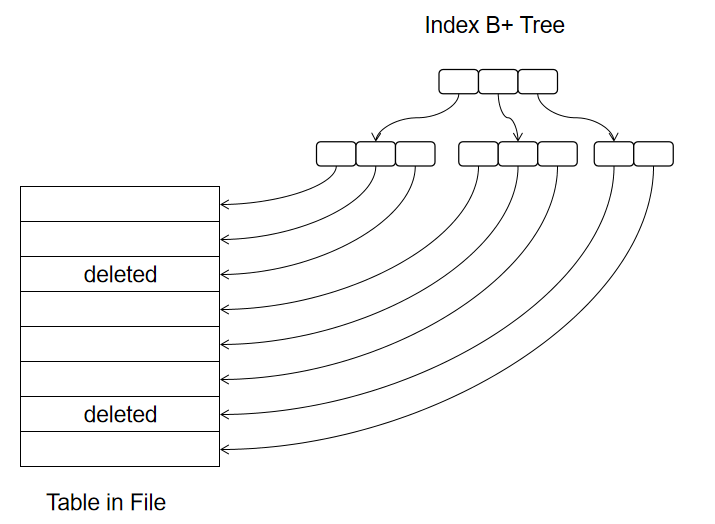 Index B+ Tree
deleted
deleted
Table in File